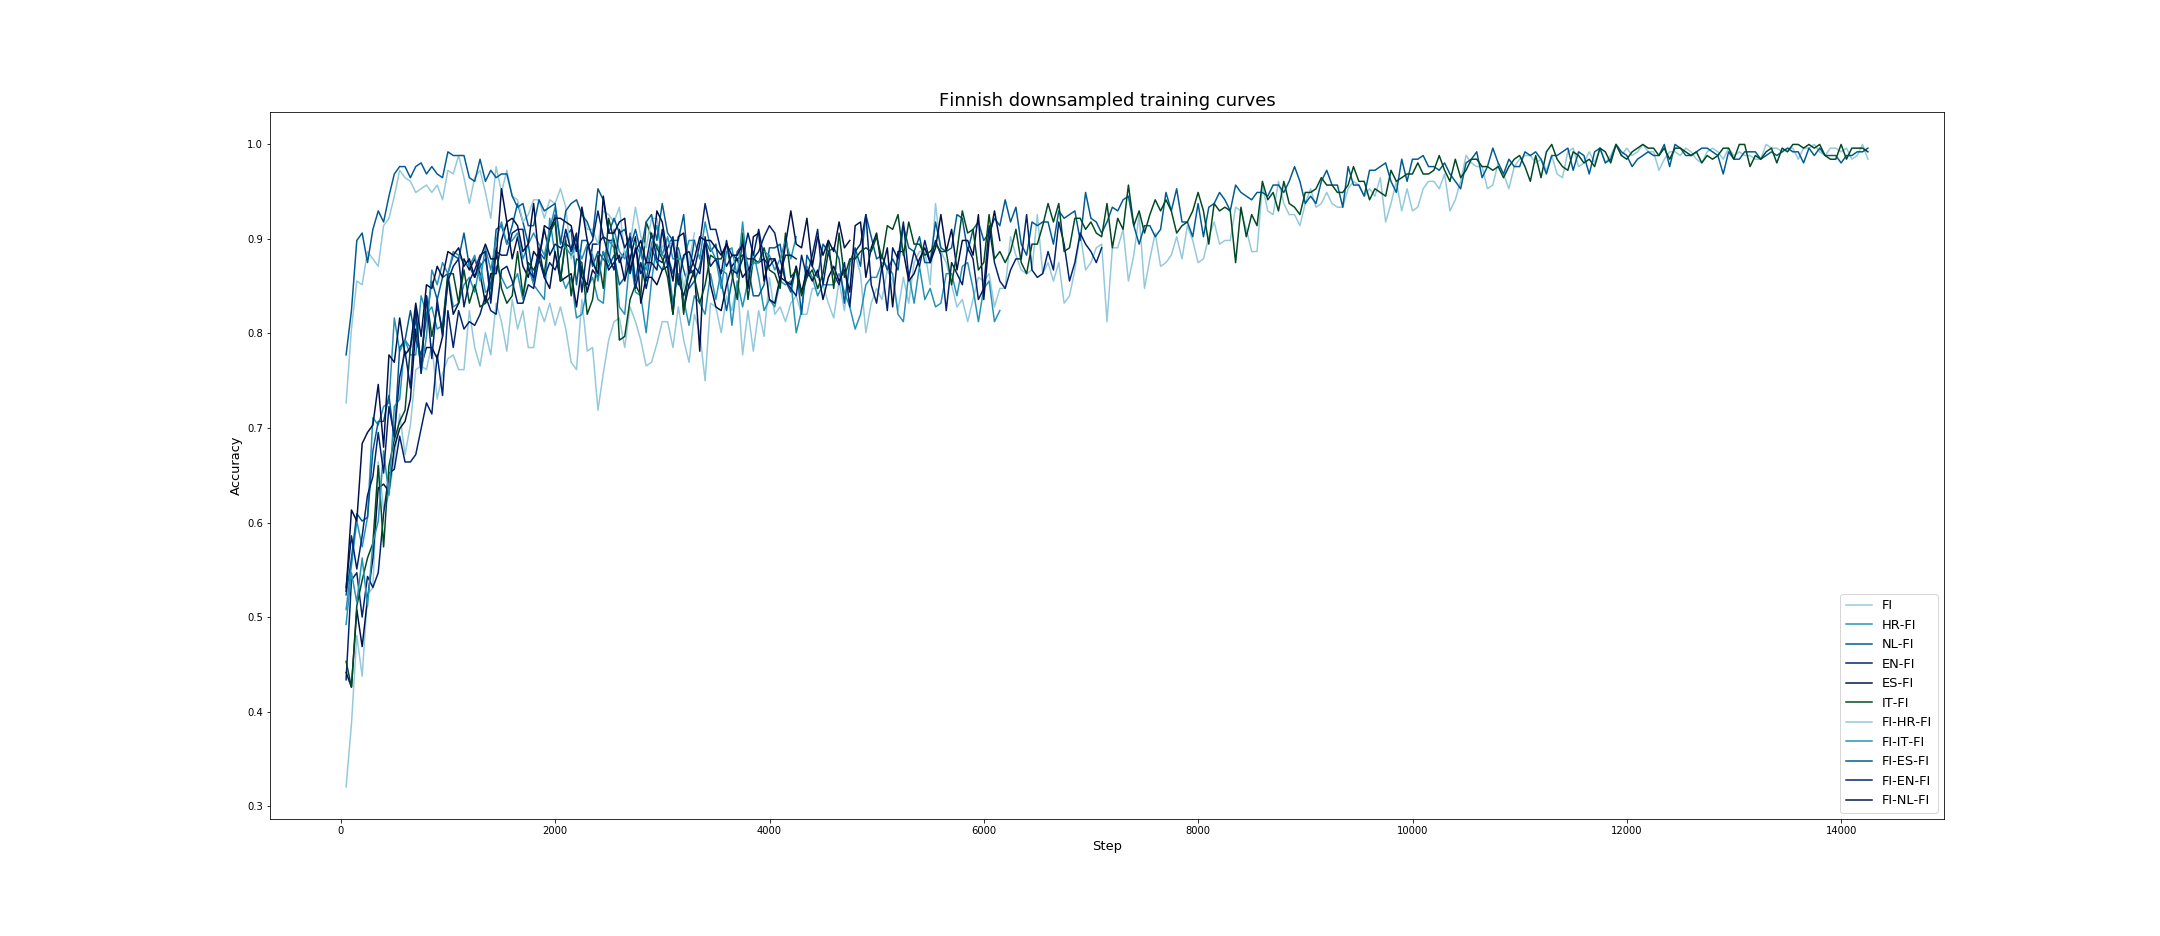 Finnish downsampled training curves
1.0
0.9
0.8
0.7
0.6
0.5
0.4
0.3
Accuracy
0 2000 4000 6000 8000 10000 12000 14000
Step
FI
HR-FI
NL-FI
EN-FI
ES-FI
IT-FI
FI-HR-FI
FI-IT-FI
FI-ES-FI
FI-EN-FI
FI-NL-FI